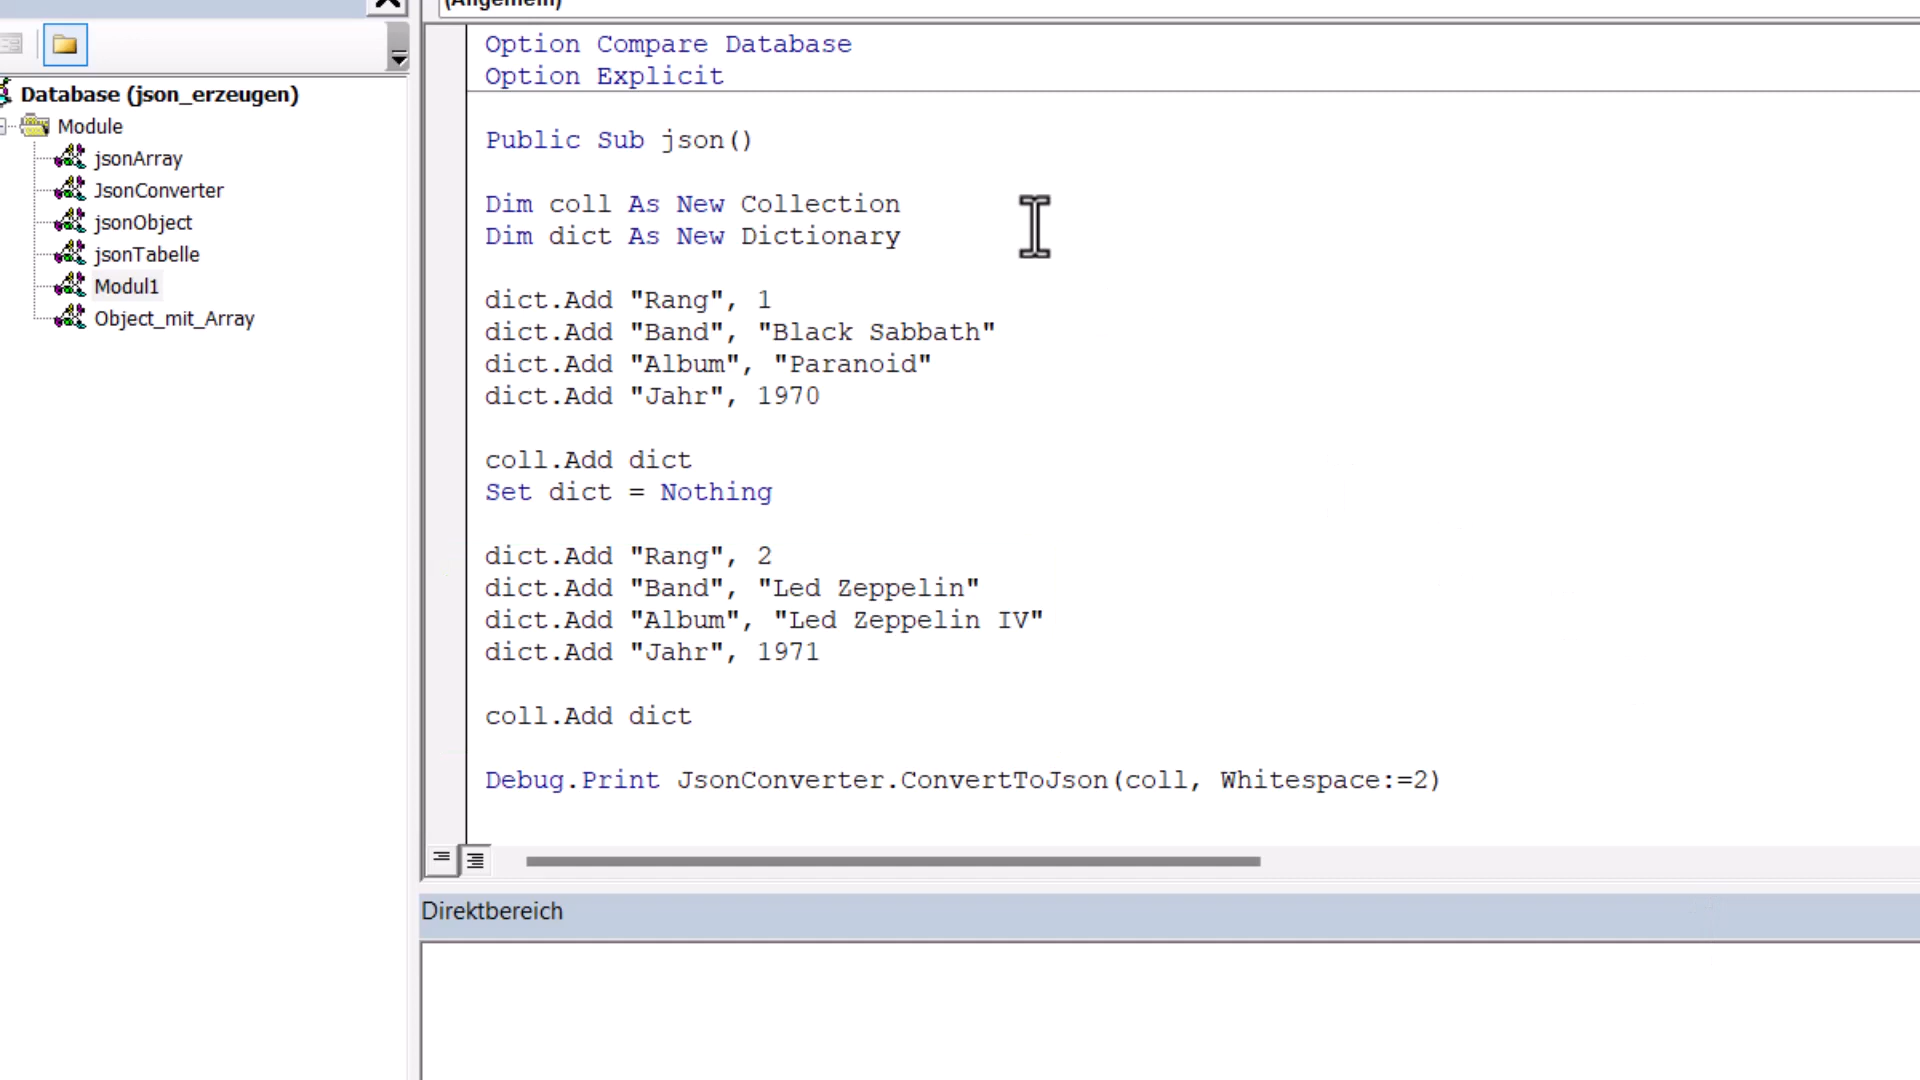 (Allgemein)
Database (json_erzeugen)
Module
jsonArray
JsonConverter
jsonObject
jsonTabelle
Modul1
Object_mit_Array
Option Compare Database
Option Explicit
Public Sub json()
Dim coll As New Collection
Dim dict As New Dictionary
dict.Add "Rang", 1
dict.Add "Band", "Black Sabbath"
dict.Add "Album", "Paranoid"
dict.Add "Jahr", 1970
coll.Add dict
Set dict = Nothing
dict.Add "Rang", 2
dict.Add "Band", "Led Zeppelin"
dict.Add "Album", "Led Zeppelin IV"
dict.Add "Jahr", 1971
coll.Add dict
Debug.Print JsonConverter.ConvertToJson(coll, Whitespace:=2)
Direktbereich